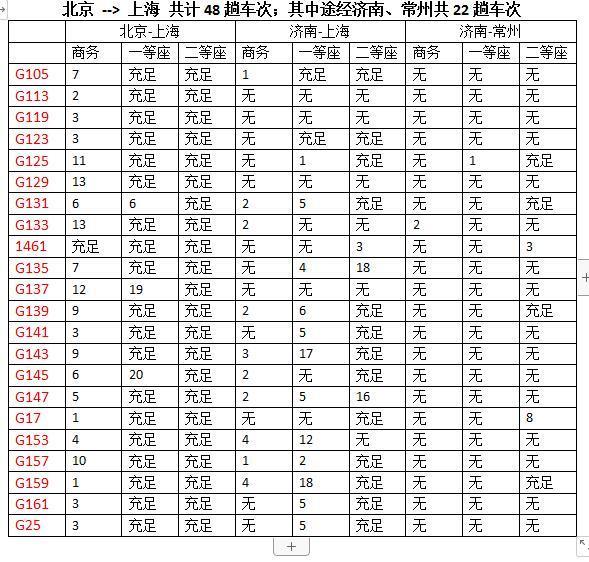 北京 --> 上海 共计 48 趟车次；其中途经济南、常州共 22 趟车次
北京-上海 济南-上海 济南-常州
商务 一等座 二等座 商务 一等座 二等座 商务 一等座 二等座
G105 7 充足 充足 1 充足 充足 无 无 无
G113 2 充足 充足 无 无 无 无 无 无
G119 3 充足 充足 无 无 无 无 无 无
G123 3 充足 充足 无 充足 充足 无 无 无
G125 11 充足 充足 无 1 充足 无 1 充足
G129 13 充足 充足 无 无 无 无 无 无
G131 6 6 充足 2 5 充足 无 无 充足
G133 13 充足 充足 2 无 无 2 无 无
1461 充足 充足 充足 无 无 3 无 无 3
G135 7 充足 充足 无 4 18 无 无 无
G137 12 19 充足 无 无 无 无 无 无
G139 9 充足 充足 2 6 充足 无 无 充足
G141 3 充足 充足 无 5 充足 无 无 无
G143 9 充足 充足 3 17 充足 无 无 无
G145 6 20 充足 2 无 充足 无 无 无
G147 5 充足 充足 2 5 16 无 无 无
G17 1 充足 充足 无 无 充足 无 无 8
G153 4 充足 充足 4 12 无 无 无 无
G157 10 充足 充足 1 2 充足 无 无 无
G159 1 充足 充足 4 18 充足 无 无 充足
G161 3 充足 充足 无 5 充足 无 无 无
G25 3 充足 充足 无 5 充足 无 无 无